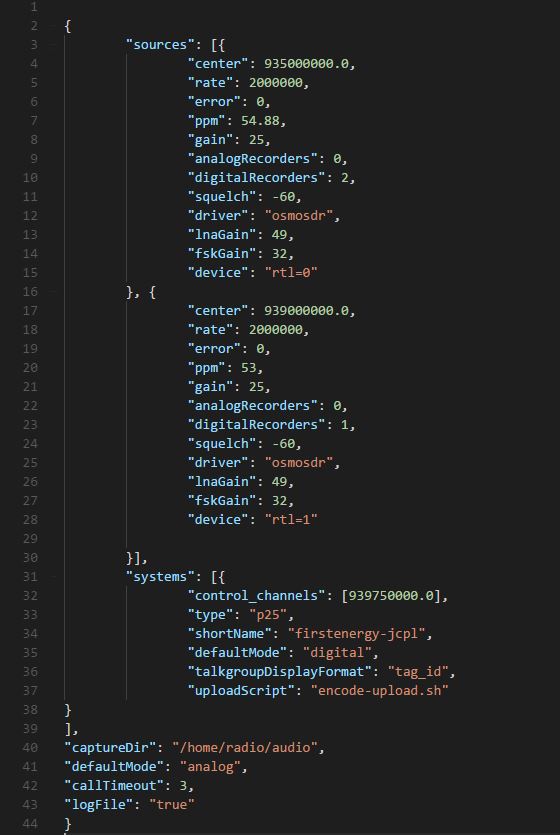 1
2 {
3 "sources": [{
4 "center": 935000000.0,
5 "rate": 2000000,
6 "error": 0,
7 "ppm": 54.88,
8 "gain": 25,
9 "analogRecorders": 0,
10 "digitalRecorders": 2,
11 "squelch": -60,
12 "driver": "osmosdr",
13 "lnaGain": 49,
14 "fskGain": 32,
15 "device": "rtl=0"
16 }, {
17 "center": 939000000.0,
18 "rate": 2000000,
19 "error": 0,
20 "ppm": 53,
21 "gain": 25,
22 "analogRecorders": 0,
23 "digitalRecorders": 1,
24 "squelch": -60,
25 "driver": "osmosdr",
26 "lnaGain": 49,
27 "fskGain": 32,
28 "device": "rtl=1"
29
30 }],
31 "systems": [{
32 "control_channels": [939750000.0],
33 "type": "p25",
34 "shortName": "firstenergy-jcpl",
35 "defaultMode": "digital",
36 "talkgroupDisplayFormat": "tag_id",
37 "uploadScript": "encode-upload.sh"
38 }
39 ],
40 "captureDir": "/home/radio/audio",
41 "defaultMode": "analog",
42 "callTimeout": 3,
43 "logFile": "true"
44 }